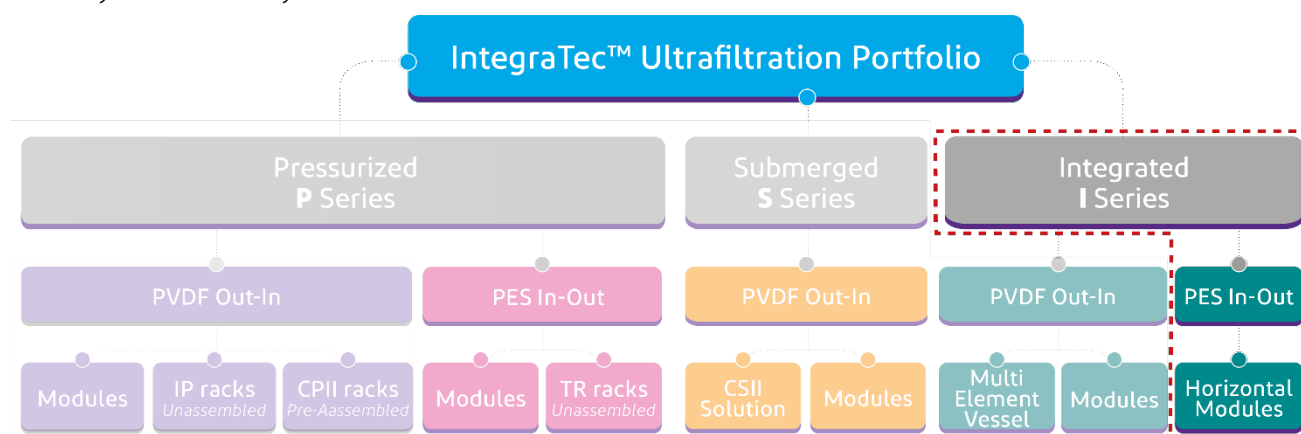 IntegraTec™ Ultrafiltration Portfolio
Pressurized
P Series
Submerged
S Series
Integrated
I Series
PVDF Out-In
PES In-Out
PVDF Out-In
PVDF Out-In
PES In-Out
Modules
IP racks
Unassembled
CPII racks
Pre-Aassembled
Modules
TR racks
Unassembled
CSII
Solution
Modules
Multi
Element
Vessel
Modules
Horizontal
Modules